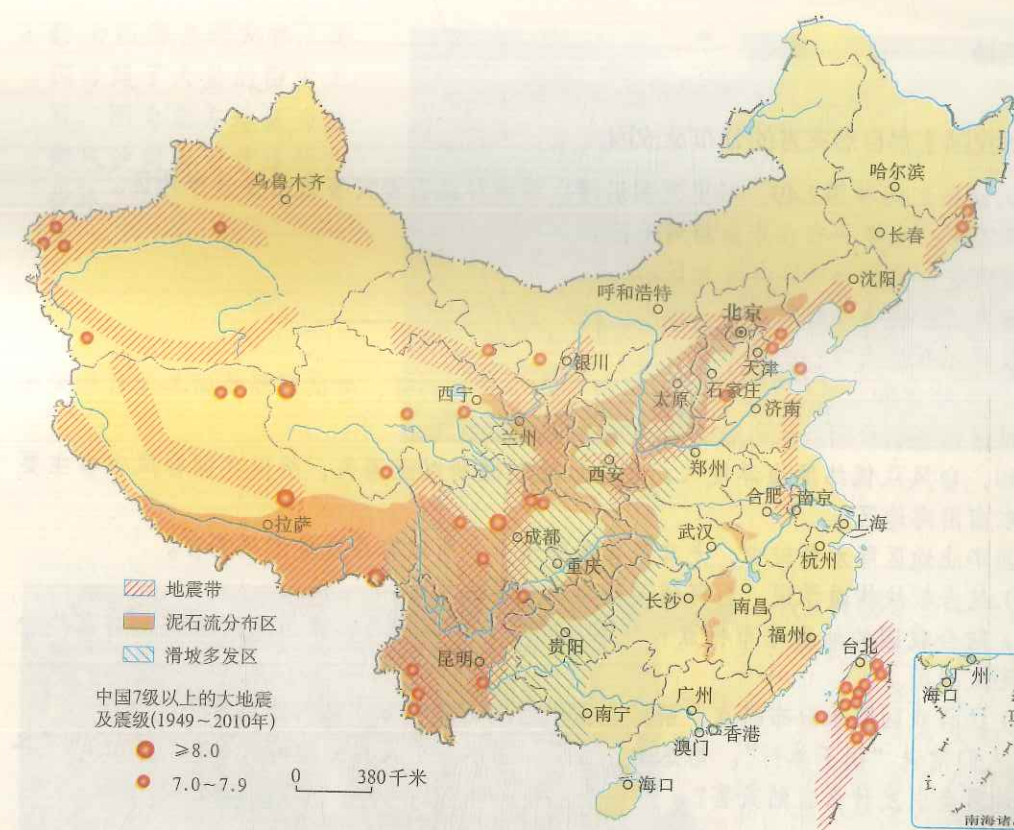 乌鲁木齐
哈尔滨
长春
沈阳
呼和浩特
北京
天津
银川
石家庄
太原
济南
西宁
兰州
西安
郑州
合肥
南京
上海
拉萨
成都
武汉
杭州
重庆
长沙
南昌
贵阳
福州
台北
昆明
广州
南宁
香港
澳门
海口
地震带
泥石流分布区
滑坡多发区
中国7级以上的大地震
及震级(1949～2010年)
≥8.0
7.0~7.9
0 380千米
广州
海口
南海诸